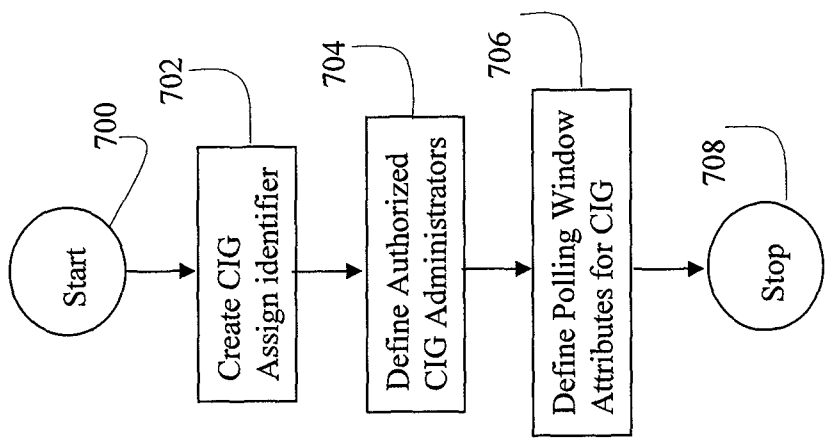 Start
700
Create CIG
Assign identifier
702
Define Authorized
CIG Administrators
704
Define Polling Window
Attributes for CIG
706
Stop
708